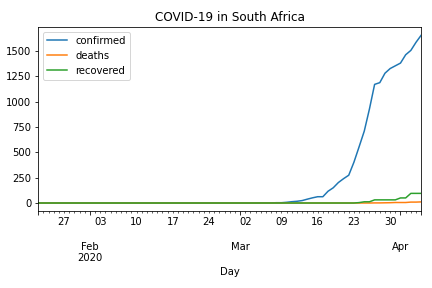 COVID-19 in South Africa
confirmed
deaths
recovered
1500
1250
1000
750
500
250
0
27 03 10 17 24 02 09 16 23 30
Feb Mar Apr
2020
Day